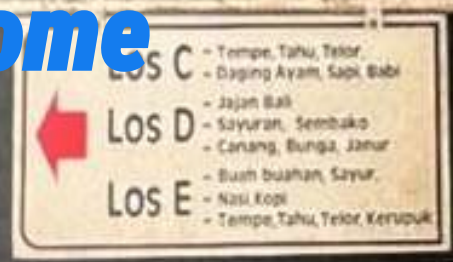 ome
Los C - Tempe, Tahu, Telor
- Daging Ayam, Sapi, Babi
Los D - Jajan Bali
- Sayuran, Sembako
- Canang, Bunga, Janur
Los E - Buah buahan, Sayur,
- Nasi, Kopi
- Tempe, Tahu, Telor, Kerupuk